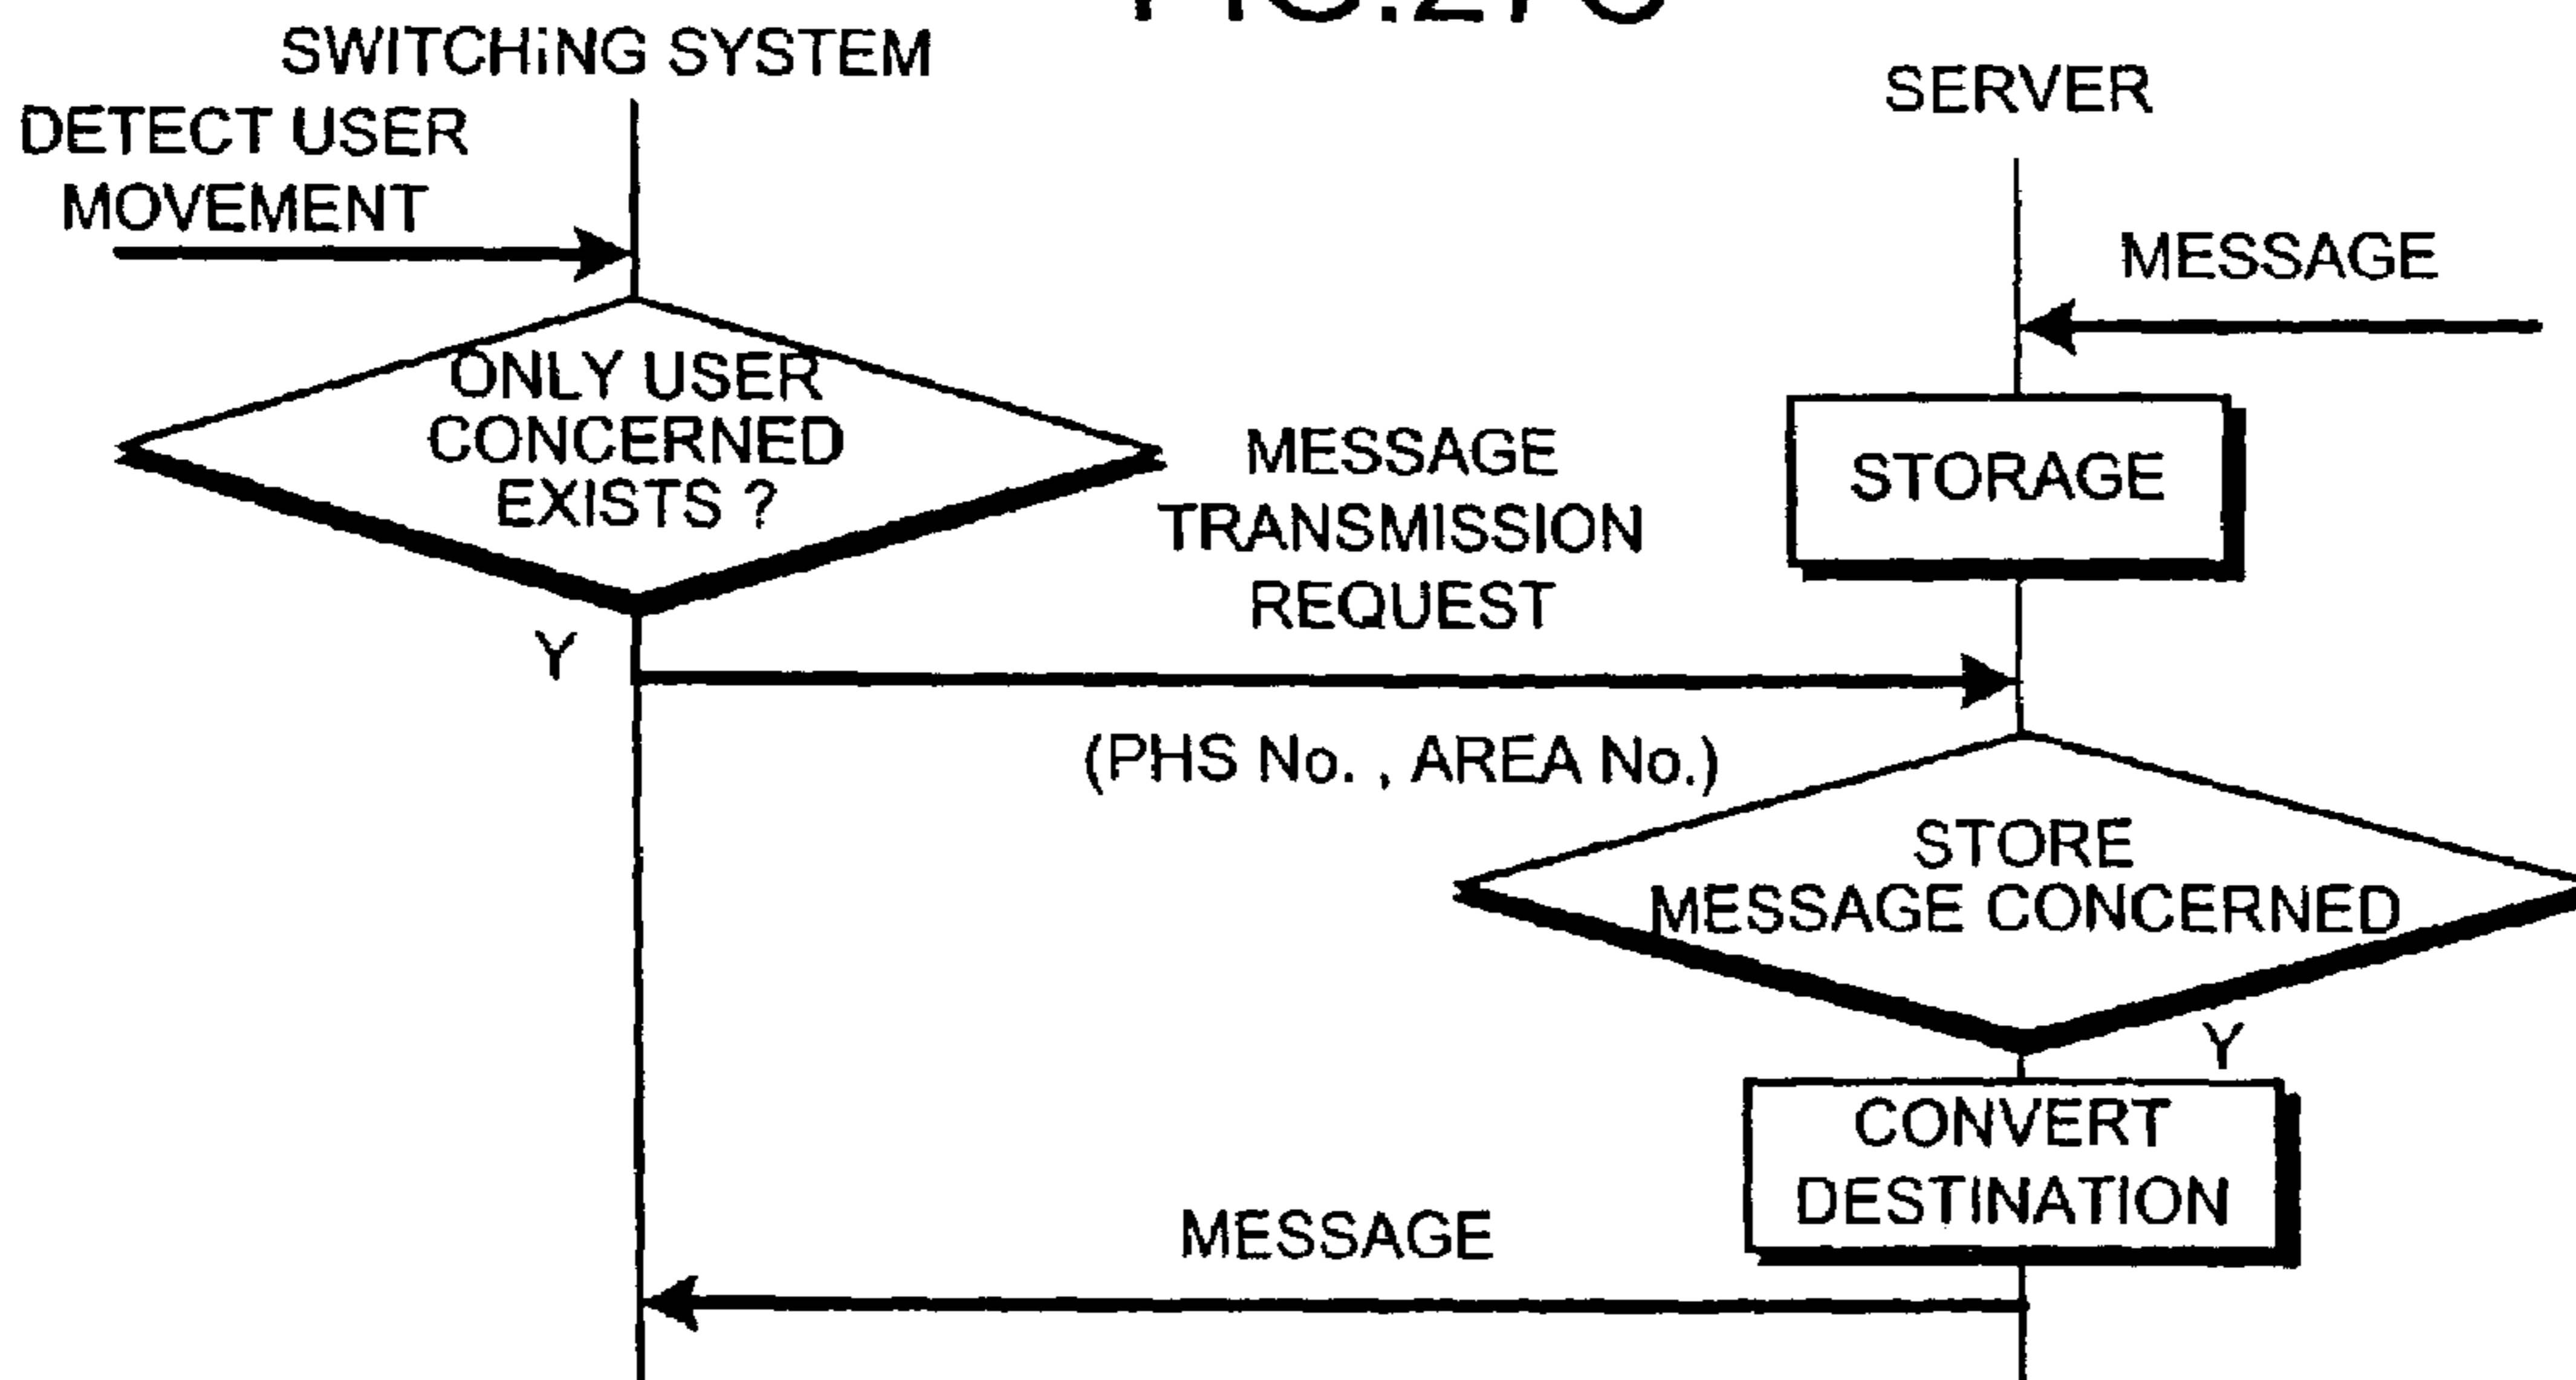 SWITCHiNG SYSTEM
DETECT USER
MOVEMENT
SERVER
MESSAGE
ONLY USER
CONCERNED
EXISTS ?
STORAGE
MESSAGE
TRANSMISSION
REQUEST
Y
(PHS No. , AREA No.)
STORE
MESSAGE CONCERNED
Y
CONVERT
DESTINATION
MESSAGE